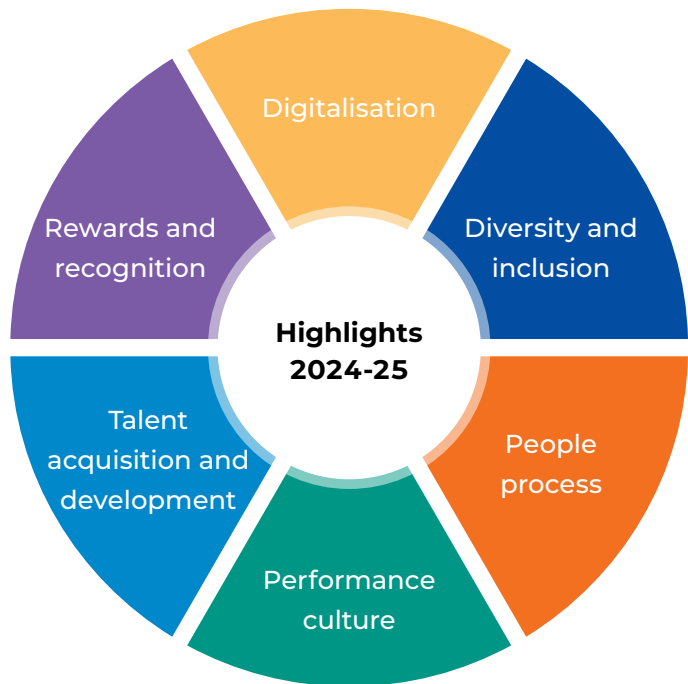 Digitalisation
Diversity and
inclusion
People
process
Performance
culture
Talent
acquisition and
development
Rewards and
recognition
Highlights
2024-25